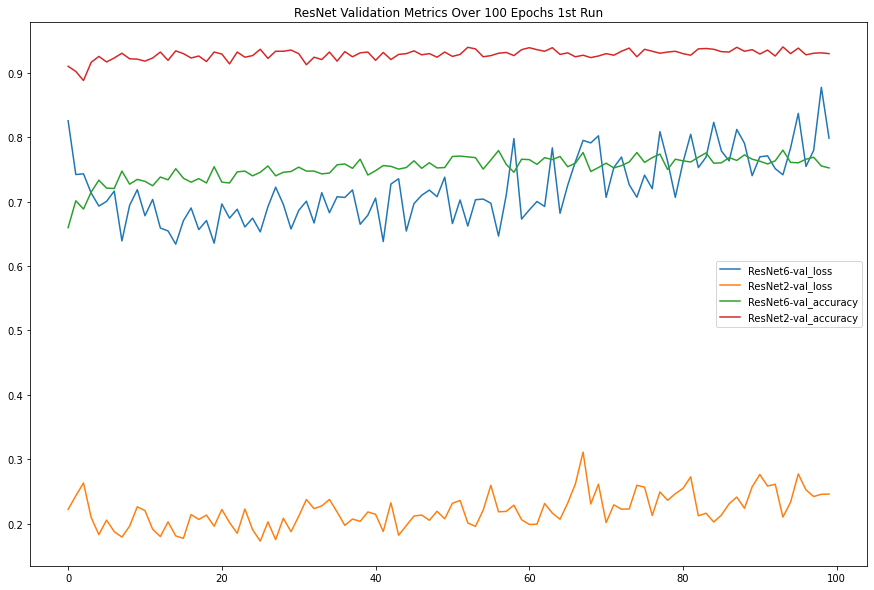 ResNet Validation Metrics Over 100 Epochs 1st Run
0.9
0.8
0.7
0.6
0.5
0.4
0.3
0.2
ResNet6-val_loss
ResNet2-val_loss
ResNet6-val_accuracy
ResNet2-val_accuracy
0
20
40
60
80
100